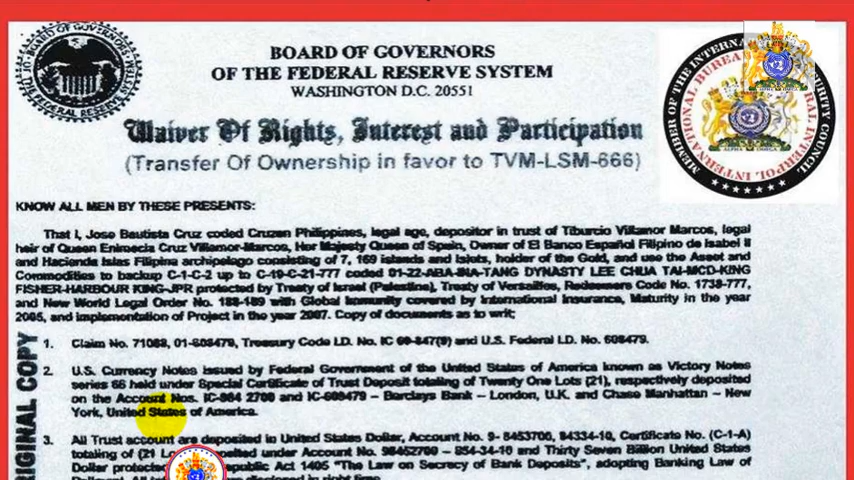 BOARD OF GOVERNORS
OF THE FEDERAL RESERVE SYSTEM
WASHINGTON D.C. 20551
Waiver Of Rights, Interest and Participation
(Transfer Of Ownership in favor to TVM-LSM-666)
KNOW ALL MEN BY THESE PRESENTS:
That I, Jose Bautista Cruz coded Cruzen Philippines, legal age, depositor in trust of Tiburcio Villamor Marcos, legal
heir of Queen Cruz Villamor-Marcos, Her Majesty Queen of Spain, Owner of El Banco Español Filipino de Isabel II
and Hacienda Islas Filipina archipelago consisting of 7, 169 islands and islets, holder of the Gold, and use the Asset and
Commodities to backup C-1-C-2 up to C-19-C-21-777 coded 01-22-ABA-INA-TANG DYNASTY LEE CHUA TAI-MCD-KING
FISHER-HARBOUR KING-JPR protected by Treaty of Israel (Palestine), Treaty of Versailles, Redeemers Code No. 1738-777,
and New World Legal Order No. 188-189 with Global covered by International Insurance, Maturity in the year
2005, and implementation of Project in the year 2007. Copy of documents as to writ;
1. Claim No. 71088, 01-608479, Treasury Code I.D. No. IC and U.S. Federal I.D. No. 608479.
2. U.S. Currency Notes issued by Federal Government of the United States of America known as Victory Notes
series 66 held under Special Certificate of Trust Deposit totaling of Twenty One Lots (21), respectively deposited
on the Account Nos. IC-984 2700 and IC-608479 – Barclays Bank – London, U.K. and Chase Manhattan – New
York, United States of America.
3. All Trust account are deposited in United States Dollar, Account No. 9- 8453700, 84334-10, Certificate No. (C-1-A)
totaling of (21 under Account No. 98452700 – 854-34-10 and Thirty Seven Billion United States
Dollar Act 1405 "The Law on Secrecy of Bank Deposits", adopting Banking Law of
in right time
ORIGINAL COPY